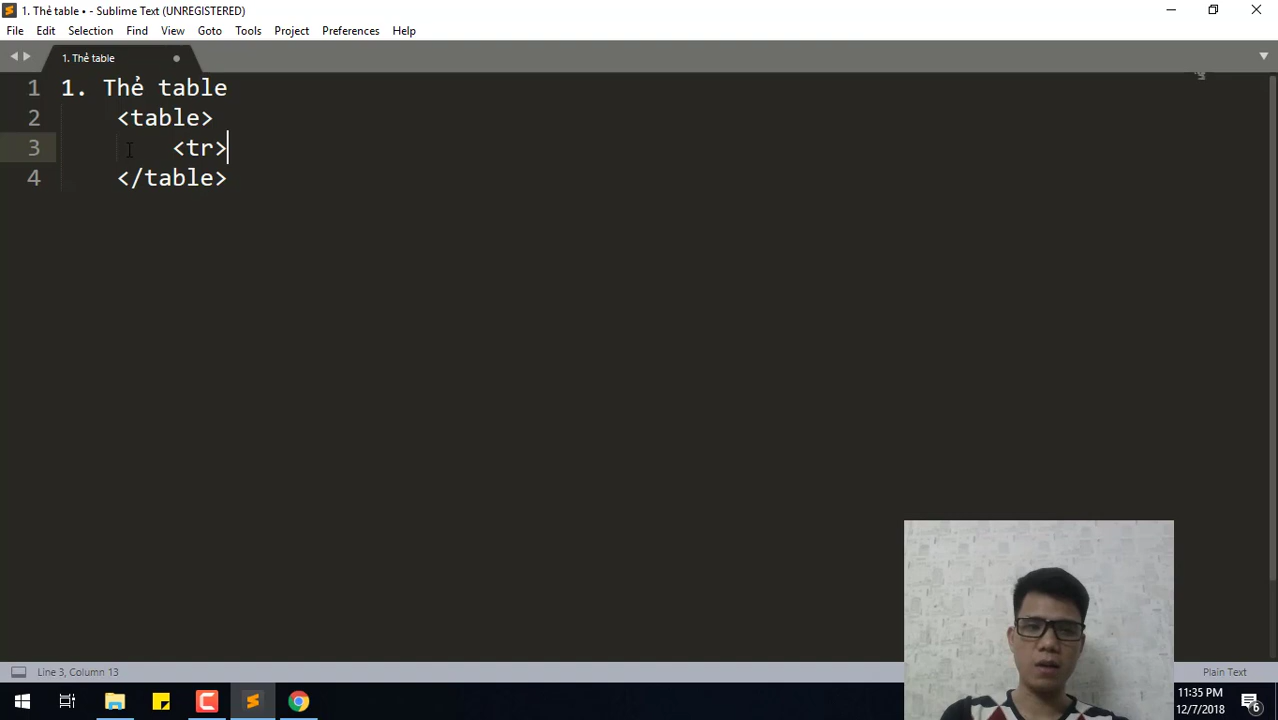 1. Thẻ table • - Sublime Text (UNREGISTERED)
File Edit Selection Find View Goto Tools Project Preferences Help
1. Thẻ table
1 1. Thẻ table
2 <table>
3 <tr>
4 </table>
Line 3, Column 13
Plain Text
11:35 PM
12/7/2018
6